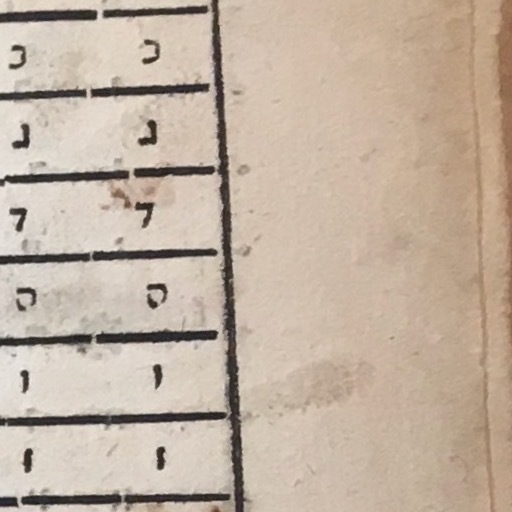 ב ב
ג ג
ד ד
ה ה
ו ו
ז ז